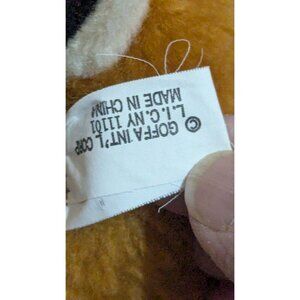 © GOFFA INT'L CORP
L.I.C.NY 11101
MADE IN CHINA